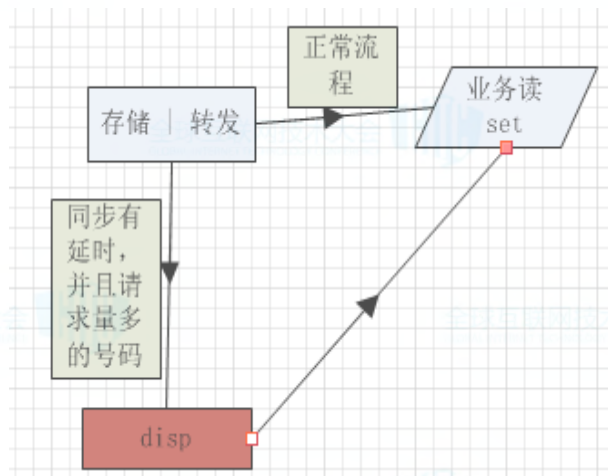 正常流
程
业务读
set
存储 | 转发
同步有
延时，
并且请
求量多
的号码
disp